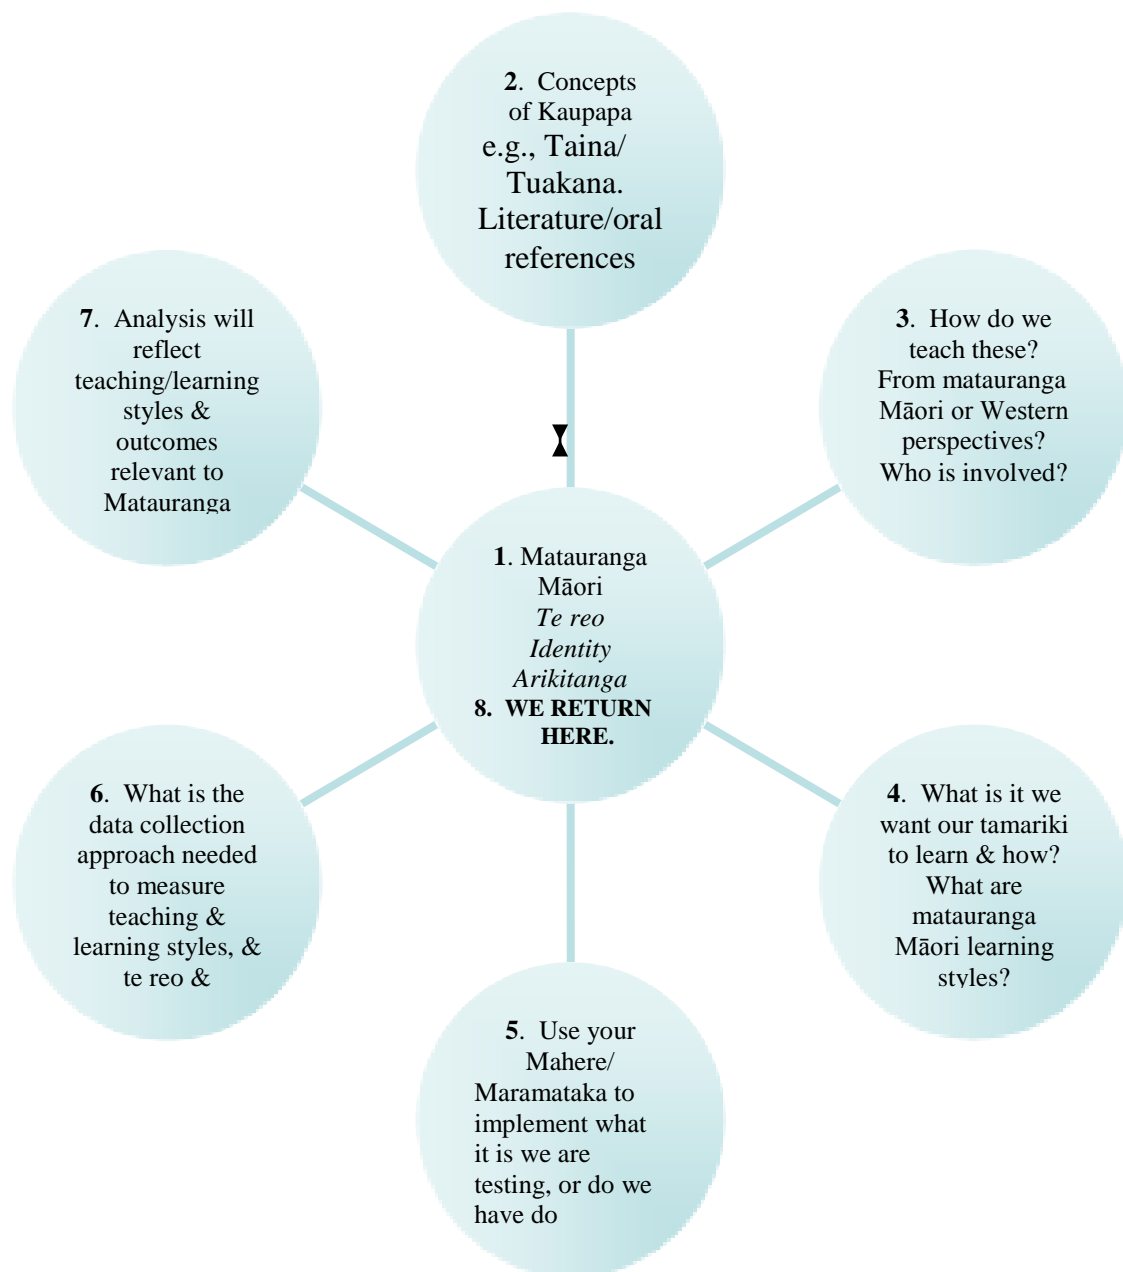 2. Concepts
of Kaupapa
e.g., Taina/
Tuakana.
Literature/oral
references
7. Analysis will
reflect
teaching/learning
styles &
outcomes
relevant to
Matauranga
3. How do we
teach these?
From matauranga
Māori or Western
perspectives?
Who is involved?
1. Matauranga
Māori
Te reo
Identity
Arikitanga
8. WE RETURN
HERE.
6. What is the
data collection
approach needed
to measure
teaching &
learning styles, &
te reo &
4. What is it we
want our tamariki
to learn & how?
What are
matauranga
Māori learning
styles?
5. Use your
Mahere/
Maramataka to
implement what
it is we are
testing, or do we
have do